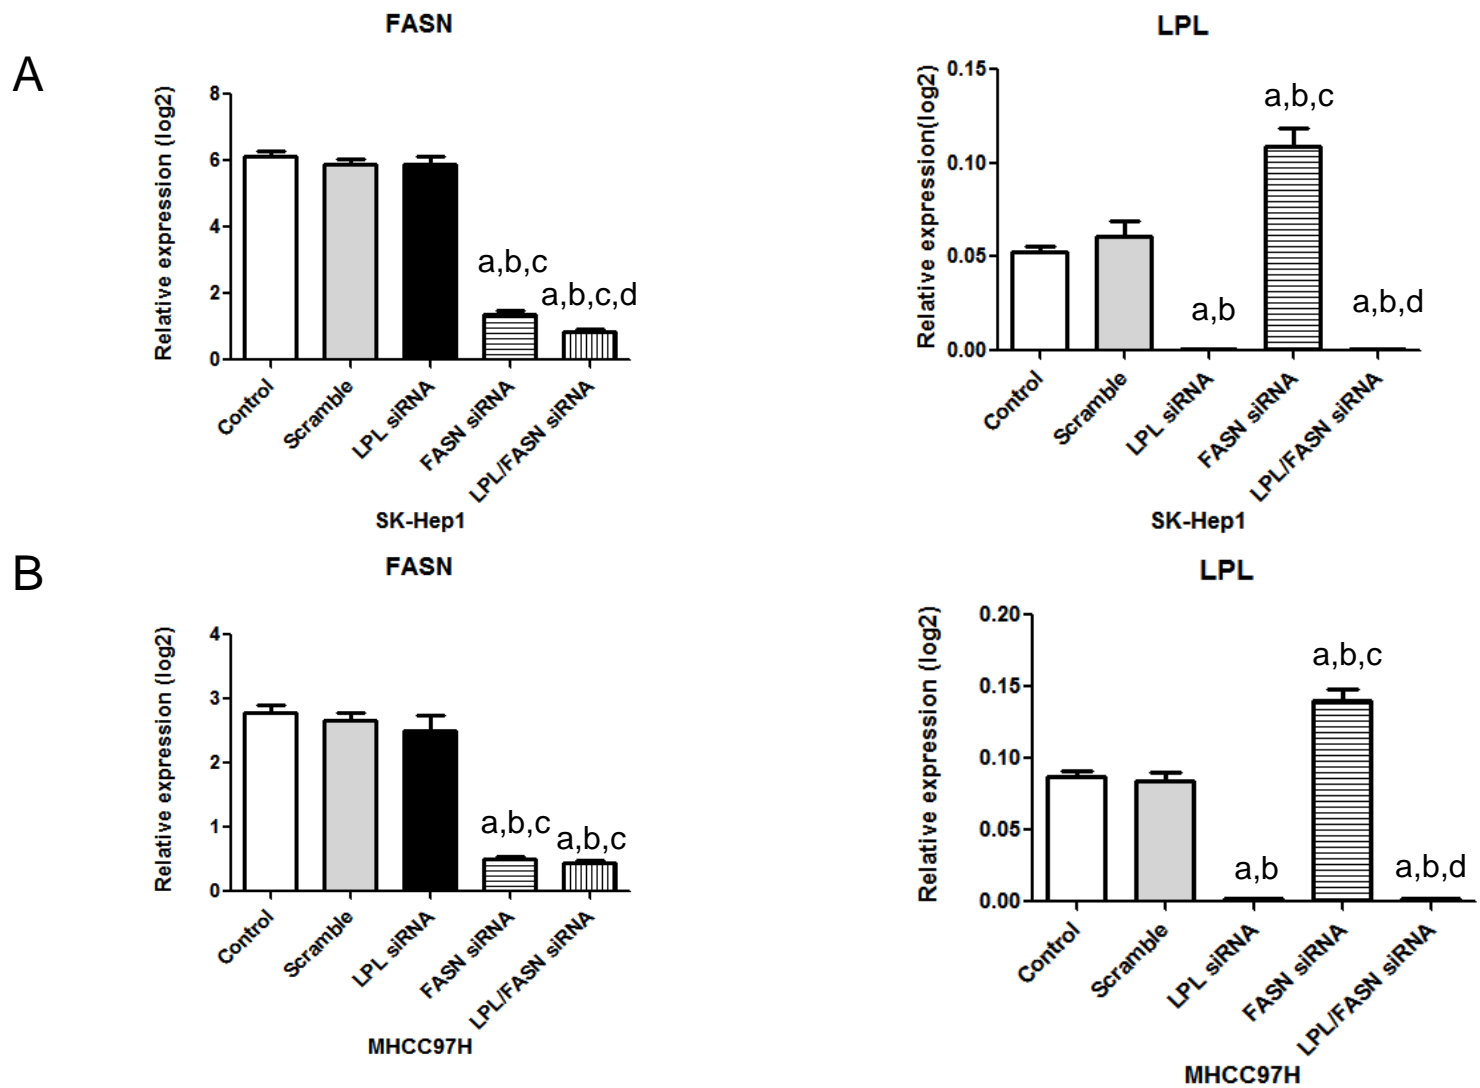 A
FASN
Relative expression (log2)
8
6
4
2
0
a,b,c
a,b,c,d
Control
Scramble
LPL siRNA
FASN siRNA
LPL/FASN siRNA
SK-Hep1
LPL
Relative expression(log2)
0.15
0.10
0.05
0.00
a,b
a,b,c
a,b,d
Control
Scramble
LPL siRNA
FASN siRNA
LPL/FASN siRNA
SK-Hep1
B
FASN
Relative expression (log2)
4
3
2
1
0
a,b,c
a,b,c
Control
Scramble
LPL siRNA
FASN siRNA
LPL/FASN siRNA
MHCC97H
LPL
Relative expression (log2)
0.20
0.15
0.10
0.05
0.00
a,b
a,b,c
a,b,d
Control
Scramble
LPL siRNA
FASN siRNA
LPL/FASN siRNA
MHCC97H